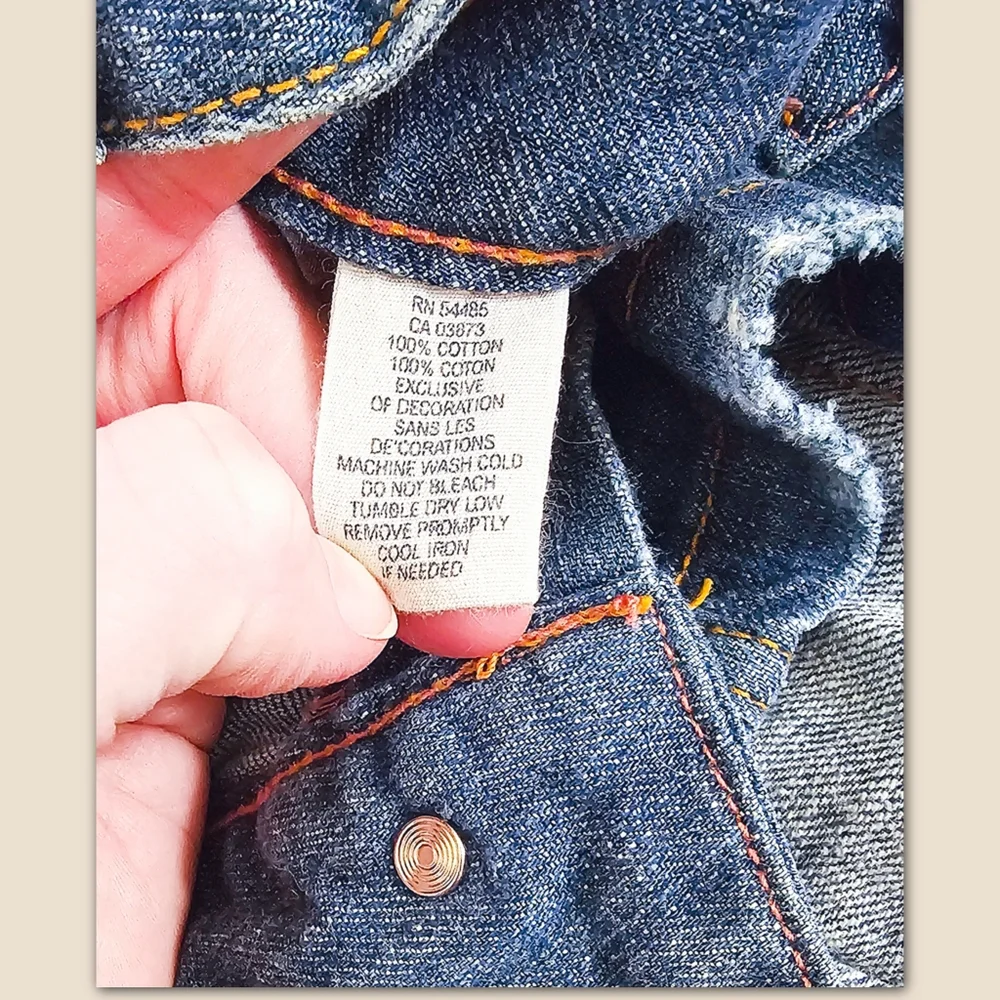 RN 54485
CA 03873
100% COTTON
100% COTON
EXCLUSIVE
OF DECORATION
SANS LES
DE'CORATIONS
MACHINE WASH COLD
DO NOT BLEACH
TUMBLE DRY LOW
REMOVE PROMPTLY
COOL IRON
IF NEEDED